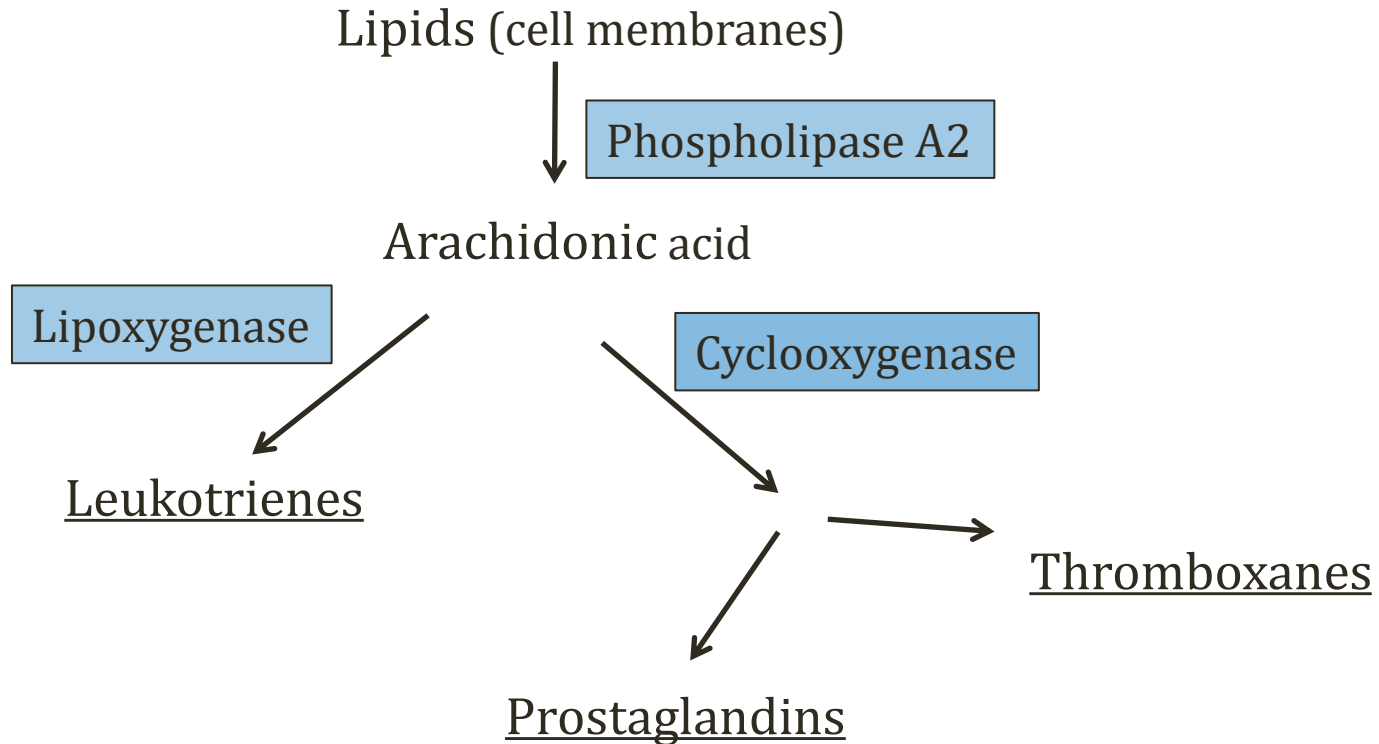 Lipids (cell membranes)
Phospholipase A2
Arachidonic acid
Lipoxygenase
Cyclooxygenase
Leukotrienes
Thromboxanes
Prostaglandins